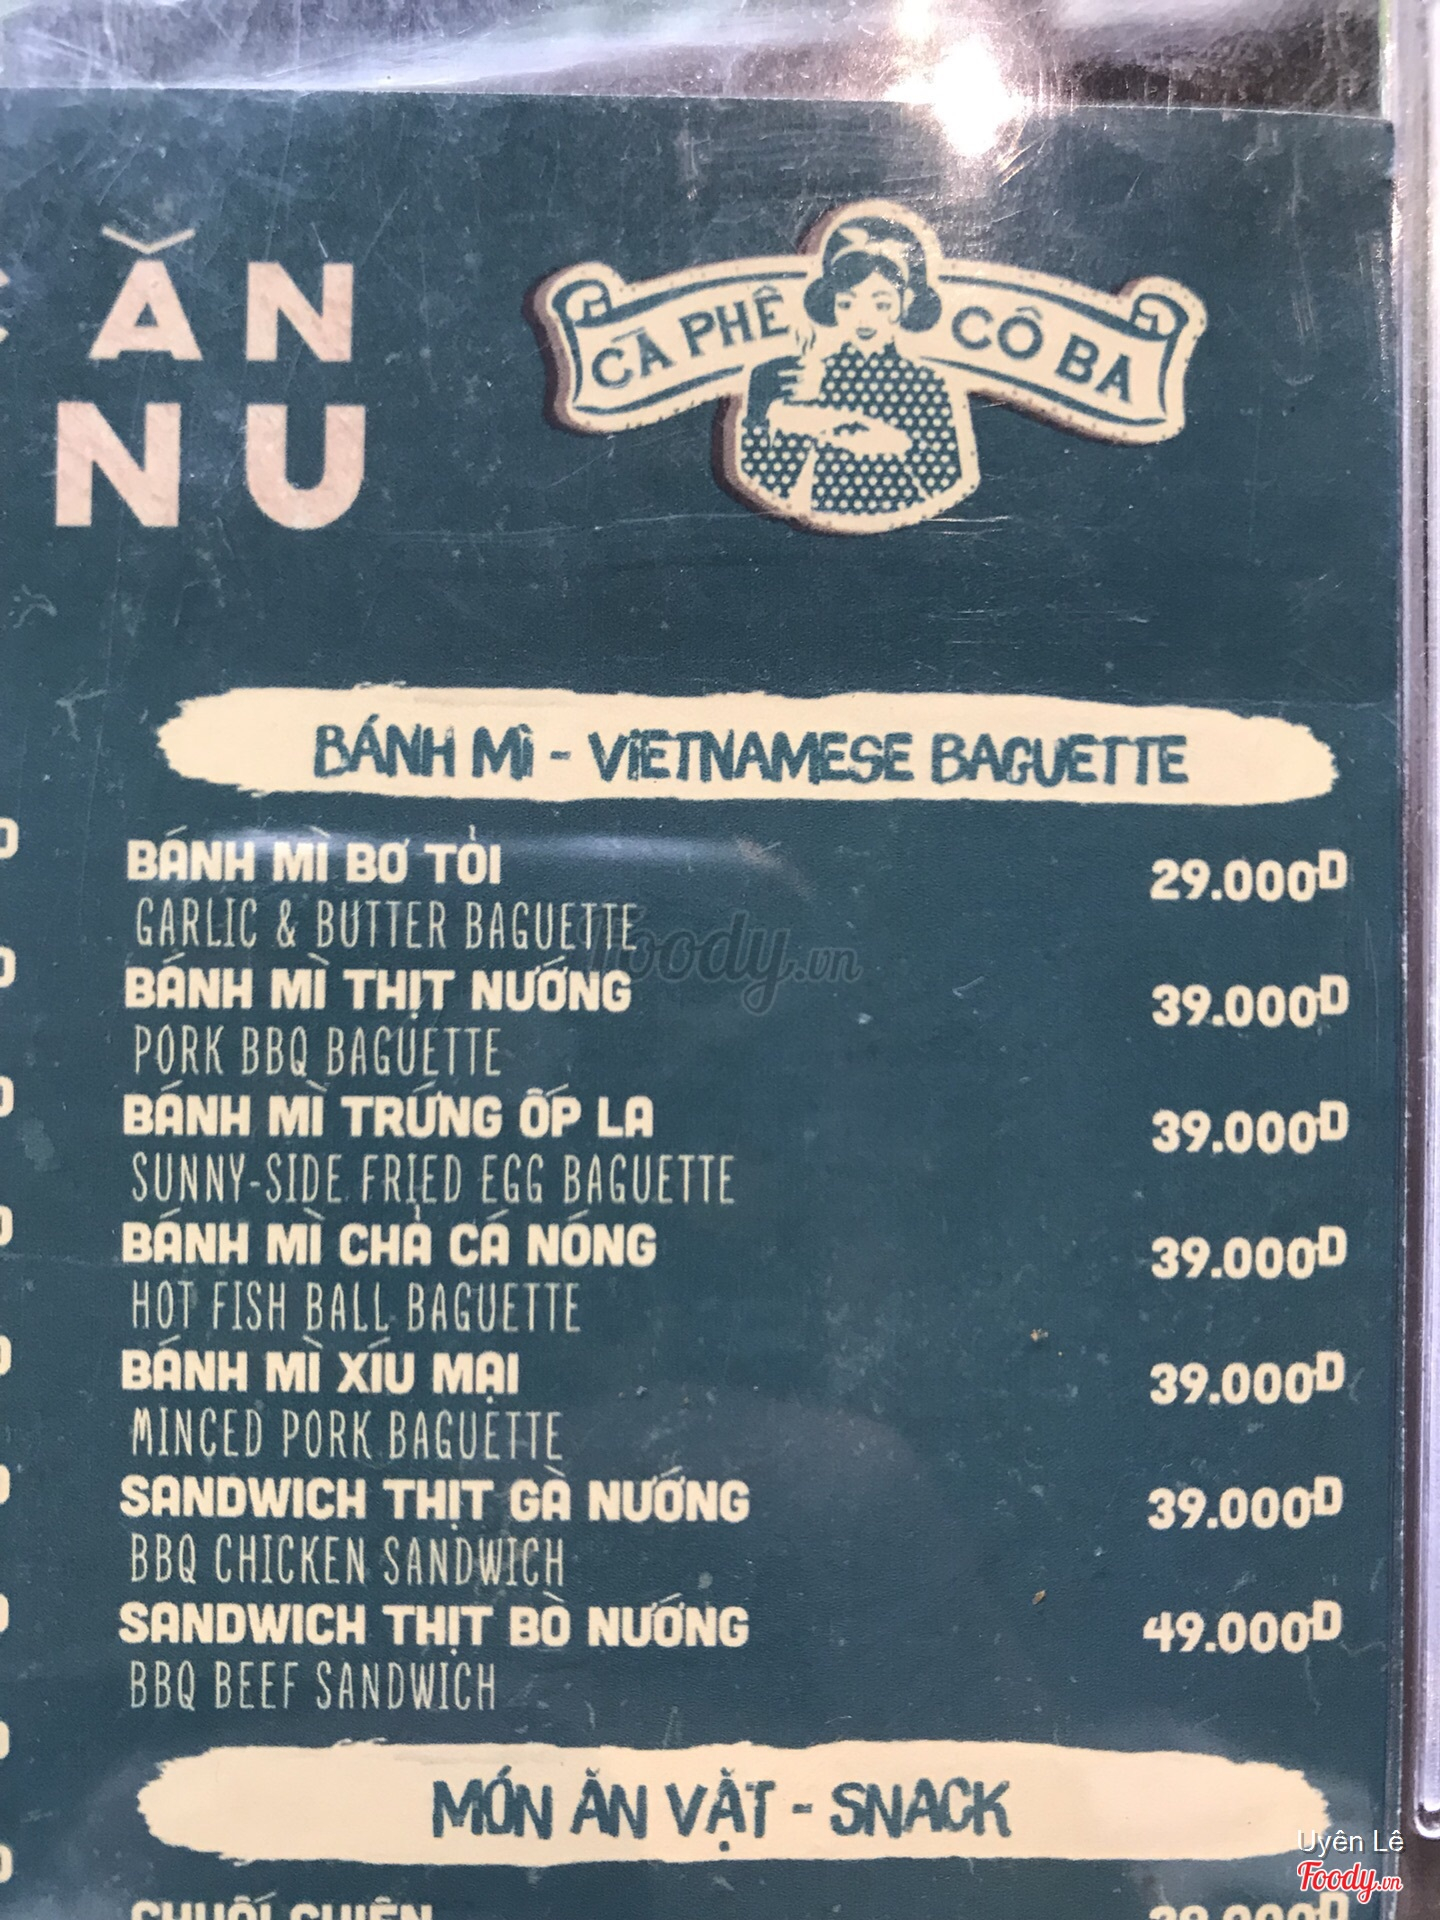 ĂN
NU
CÀ PHÊ CÔ BA
BÁNH MÌ - VIETNAMESE BAGUETTE
BÁNH MÌ BƠ TỎI 29.000Đ
GARLIC & BUTTER BAGUETTE
BÁNH MÌ THỊT NƯỚNG 39.000Đ
PORK BBQ BAGUETTE
BÁNH MÌ TRỨNG ỐP LA 39.000Đ
SUNNY-SIDE FRIED EGG BAGUETTE
BÁNH MÌ CHẢ CÁ NÓNG 39.000Đ
HOT FISH BALL BAGUETTE
BÁNH MÌ XÍU MẠI 39.000Đ
MINCED PORK BAGUETTE
SANDWICH THỊT GÀ NƯỚNG 39.000Đ
BBQ CHICKEN SANDWICH
SANDWICH THỊT BÒ NƯỚNG 49.000Đ
BBQ BEEF SANDWICH
MÓN ĂN VẶT - SNACK
CHUỐI CHIÊN
Foody.vn
Uyên Lê
Foody.vn